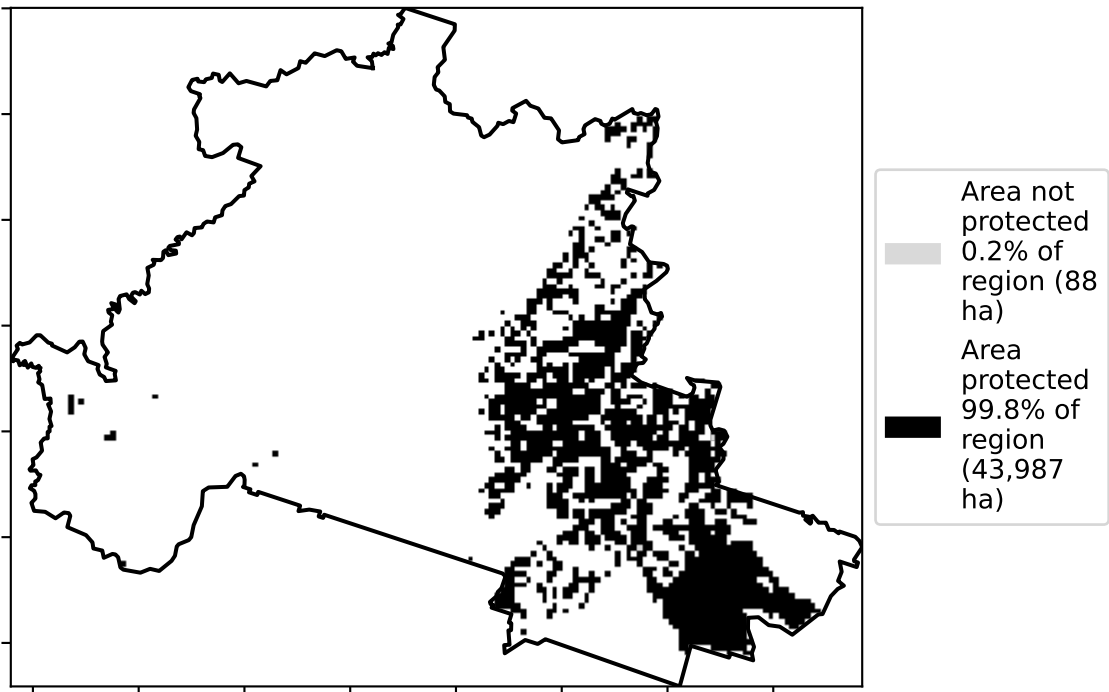 Area not
protected
0.2% of
region (88
ha)
Area
protected
99.8% of
region
(43,987
ha)